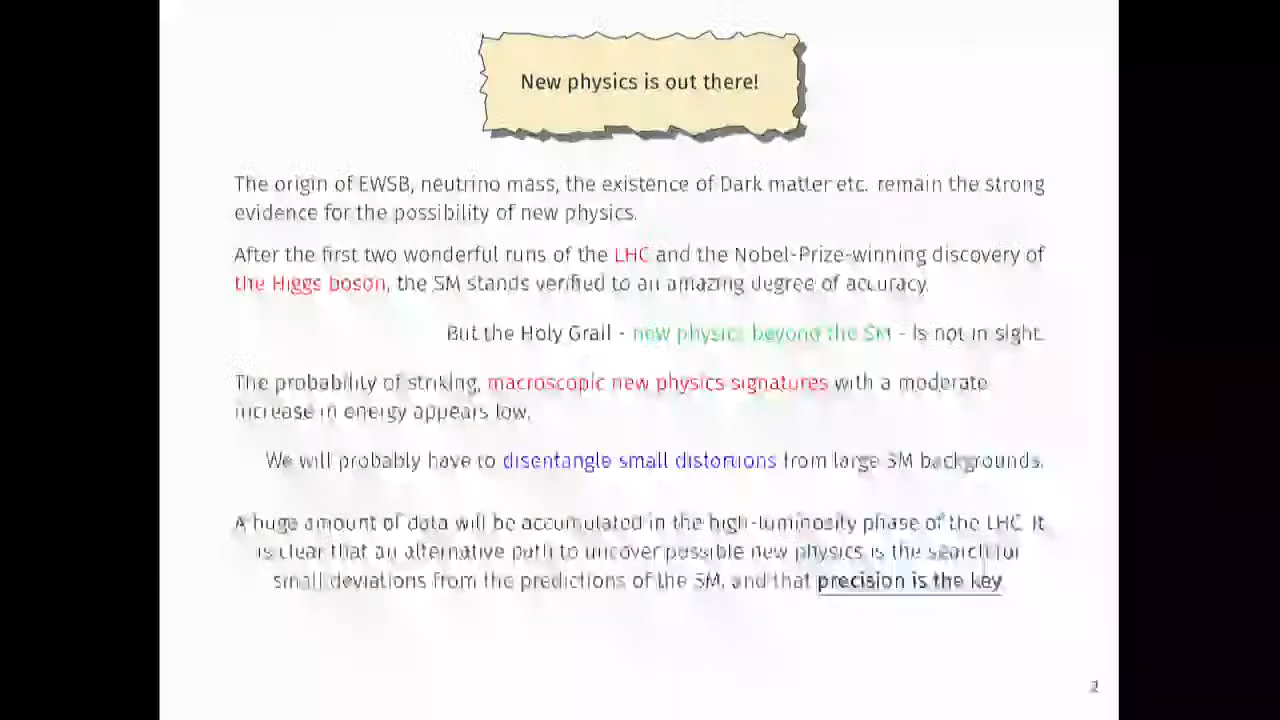 New physics is out there!
The origin of EWSB, neutrino mass, the existence of Dark matter etc. remain the strong
evidence for the possibility of new physics.
After the first two wonderful runs of the LHC and the Nobel-Prize-winning discovery of
the Higgs boson, the SM stands verified to an amazing degree of accuracy.
But the Holy Grail - new physics beyond the SM - is not in sight.
The probability of striking, macroscopic new physics signatures with a moderate
increase in energy appears low.
We will probably have to disentangle small distortions from large SM backgrounds.
A huge amount of data will be accumulated in the high-luminosity phase of the LHC. It
is clear that an alternative path to uncover possible new physics is the search for
small deviations from the predictions of the SM, and that precision is the key
2